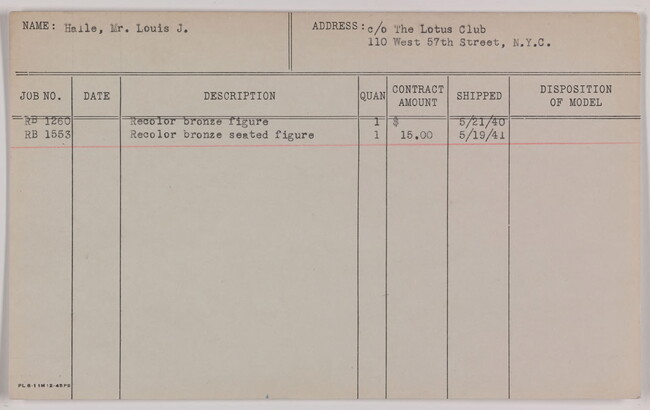 NAME: Halle, Mr. Louis J. ADDRESS: c/o The Lotus Club
110 West 57th Street, N.Y.C.
JOB NO. DATE DESCRIPTION QUAN CONTRACT AMOUNT SHIPPED DISPOSITION OF MODEL
RB 1260 Recolor bronze figure 1 $ 5/21/40
RB 1553 Recolor bronze seated figure 1 15.00 5/19/41